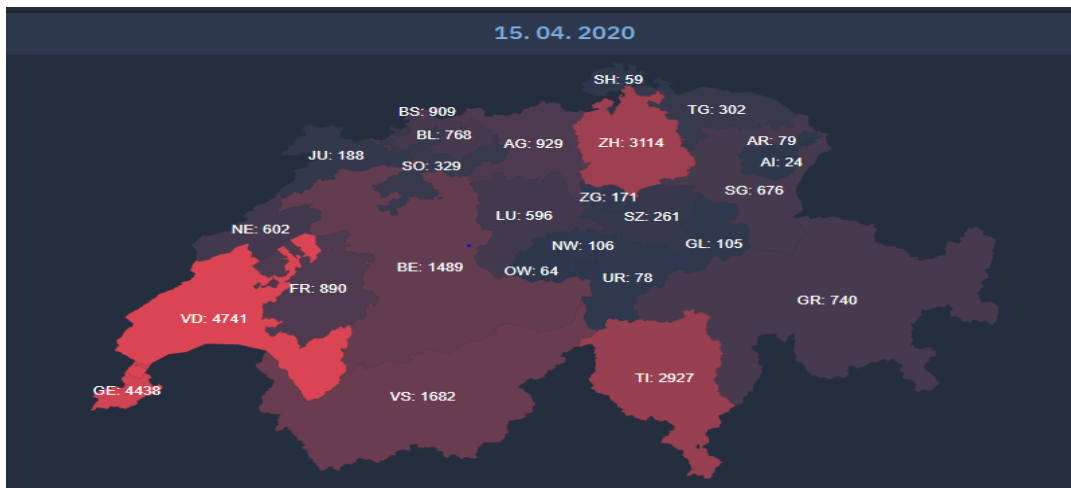 15. 04. 2020
SH: 59
TG: 302
BS: 909
BL: 768
AG: 929
ZH: 3114
AR: 79
JU: 188
SO: 329
AI: 24
ZG: 171
SG: 676
LU: 596
SZ: 261
NE: 602
NW: 106
GL: 105
BE: 1489
OW: 64
UR: 78
FR: 890
GR: 740
VD: 4741
TI: 2927
GE: 4438
VS: 1682